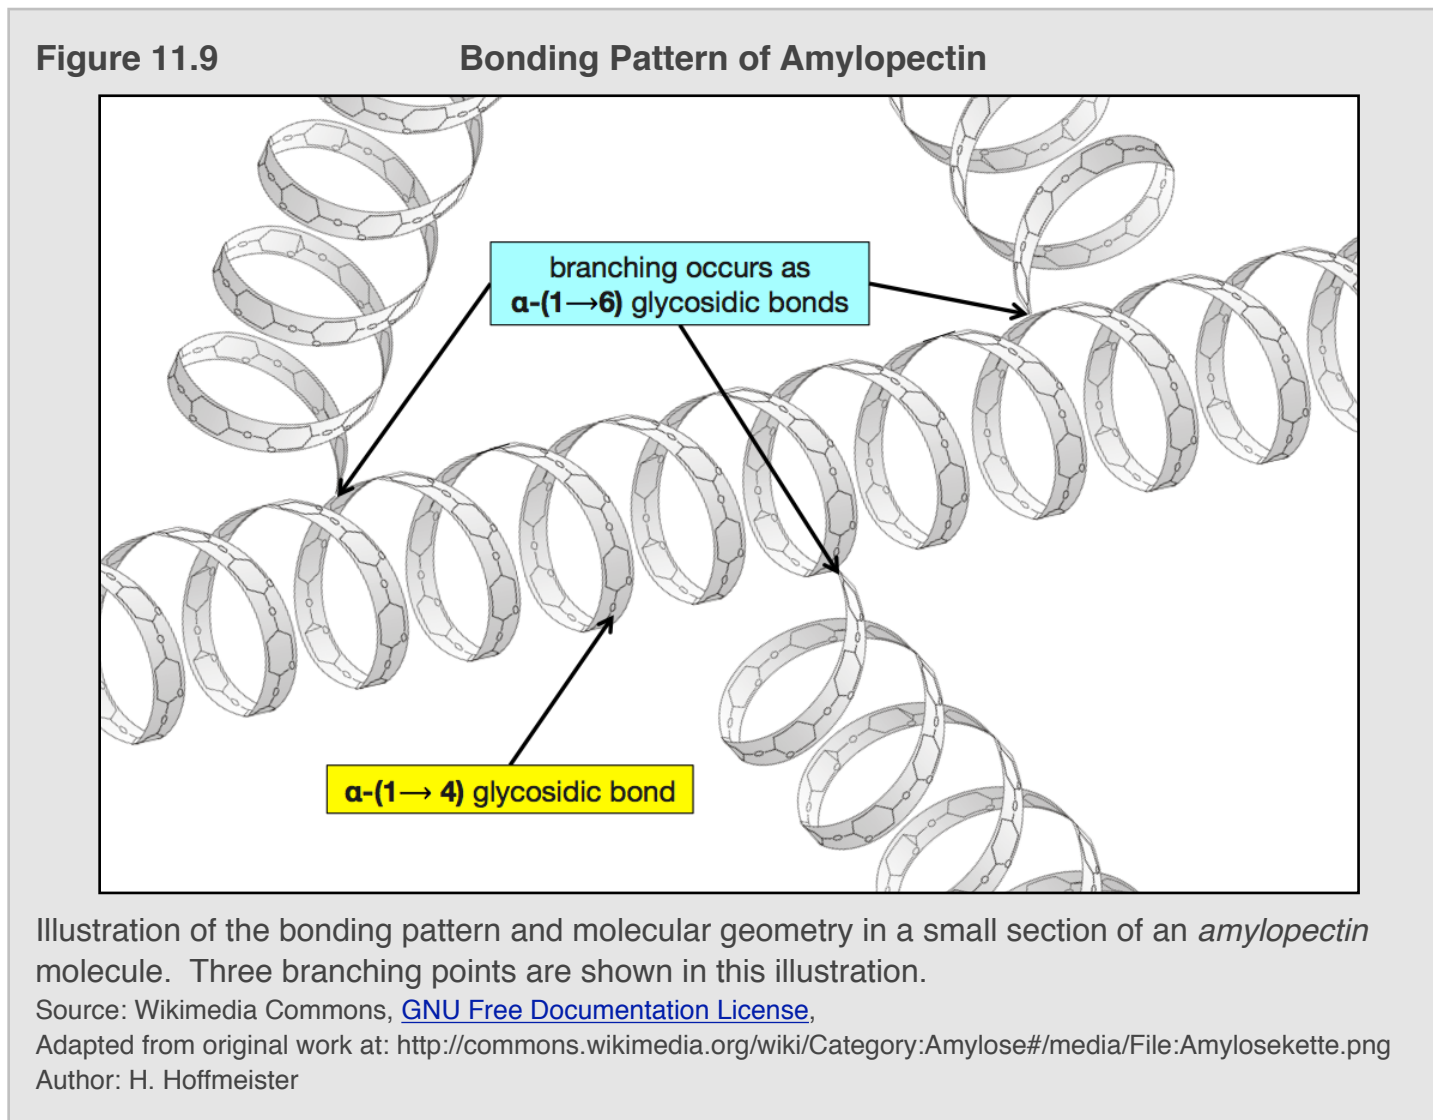 Figure 11.9 Bonding Pattern of Amylopectin
branching occurs as
α-(1→6) glycosidic bonds
α-(1→ 4) glycosidic bond
Illustration of the bonding pattern and molecular geometry in a small section of an amylopectin
molecule.  Three branching points are shown in this illustration.
Source: Wikimedia Commons, GNU Free Documentation License,
Adapted from original work at: http://commons.wikimedia.org/wiki/Category:Amylose#/media/File:Amylosekette.png
Author: H. Hoffmeister